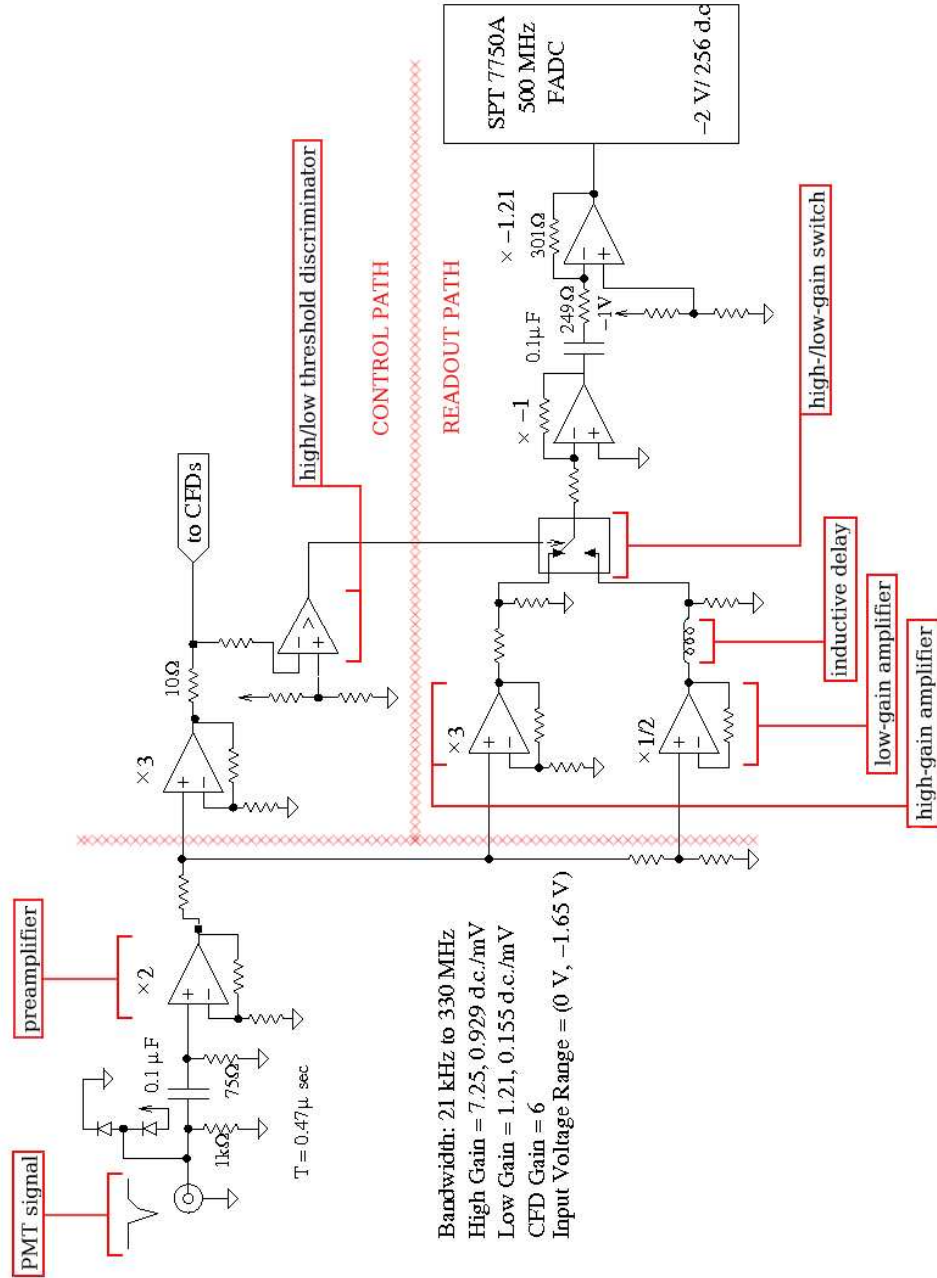 PMT signal
preamplifier
×2
0.1 μF
75Ω
1kΩ
T = 0.47μ sec
×3
10Ω
to CFDs
high/low threshold discriminator
CONTROL PATH
READOUT PATH
×3
×1/2
× −1
0.1μF
249Ω
−1V
× −1.21
301Ω
SPT 7750A
500 MHz
FADC
−2 V/ 256 d.c
high-/low-gain switch
inductive delay
low-gain amplifier
high-gain amplifier
Bandwidth: 21 kHz to 330 MHz
High Gain = 7.25, 0.929 d.c./mV
Low Gain = 1.21, 0.155 d.c./mV
CFD Gain = 6
Input Voltage Range = (0 V, −1.65 V)